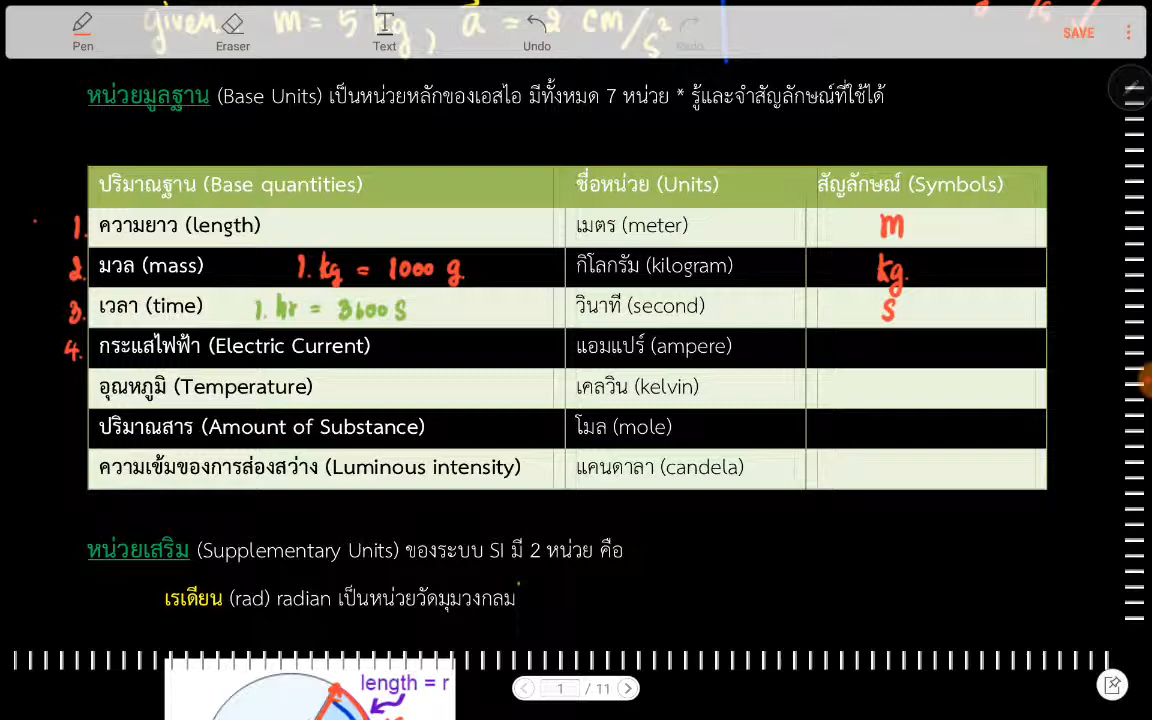 given m = 5 kg, a = 2 cm/s²
Pen Eraser Text Undo Redo SAVE
หน่วยมูลฐาน (Base Units) เป็นหน่วยหลักของเอสไอ มีทั้งหมด 7 หน่วย * รู้และจำสัญลักษณ์ที่ใช้ได้
ปริมาณฐาน (Base quantities) ชื่อหน่วย (Units) สัญลักษณ์ (Symbols)
1. ความยาว (length) เมตร (meter) m
2. มวล (mass) 1. kg = 1000 g. กิโลกรัม (kilogram) kg.
3. เวลา (time) 1. hr = 3600 s วินาที (second) s
4. กระแสไฟฟ้า (Electric Current) แอมแปร์ (ampere)
อุณหภูมิ (Temperature) เคลวิน (kelvin)
ปริมาณสาร (Amount of Substance) โมล (mole)
ความเข้มของการส่องสว่าง (Luminous intensity) แคนดาลา (candela)
หน่วยเสริม (Supplementary Units) ของระบบ SI มี 2 หน่วย คือ
เรเดียน (rad) radian เป็นหน่วยวัดมุมวงกลม
length = r
1 / 11